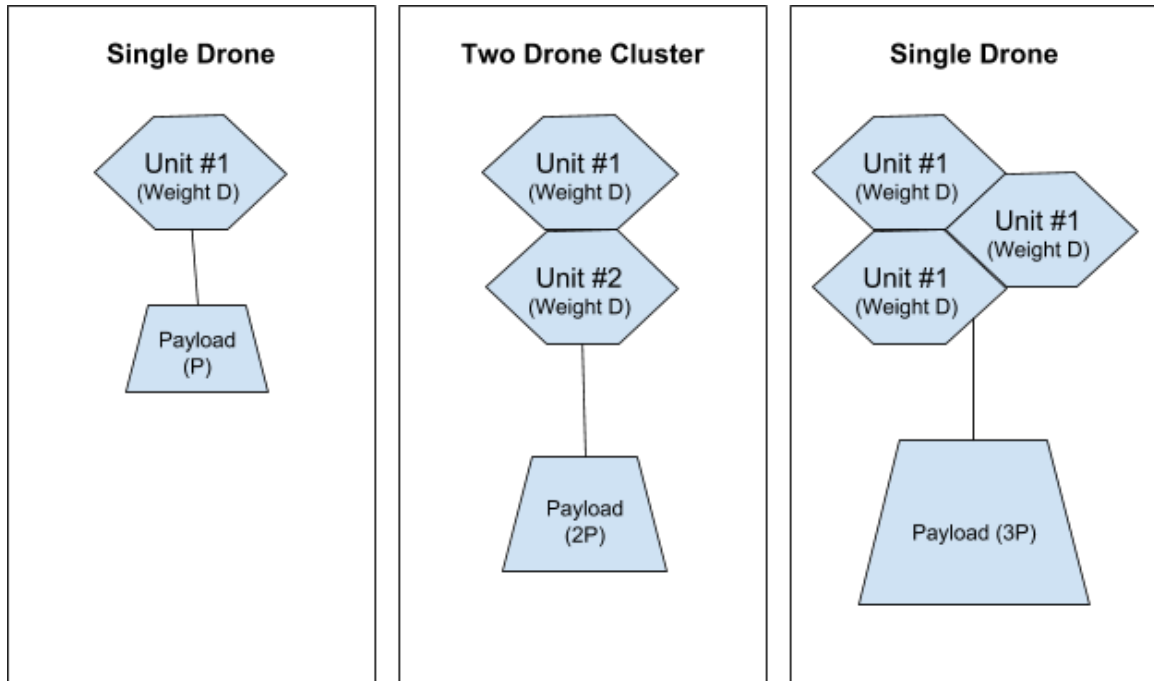 Single Drone
Unit #1
(Weight D)
Payload
(P)
Two Drone Cluster
Unit #1
(Weight D)
Unit #2
(Weight D)
Payload
(2P)
Single Drone
Unit #1
(Weight D)
Unit #1
(Weight D)
Unit #1
(Weight D)
Payload (3P)